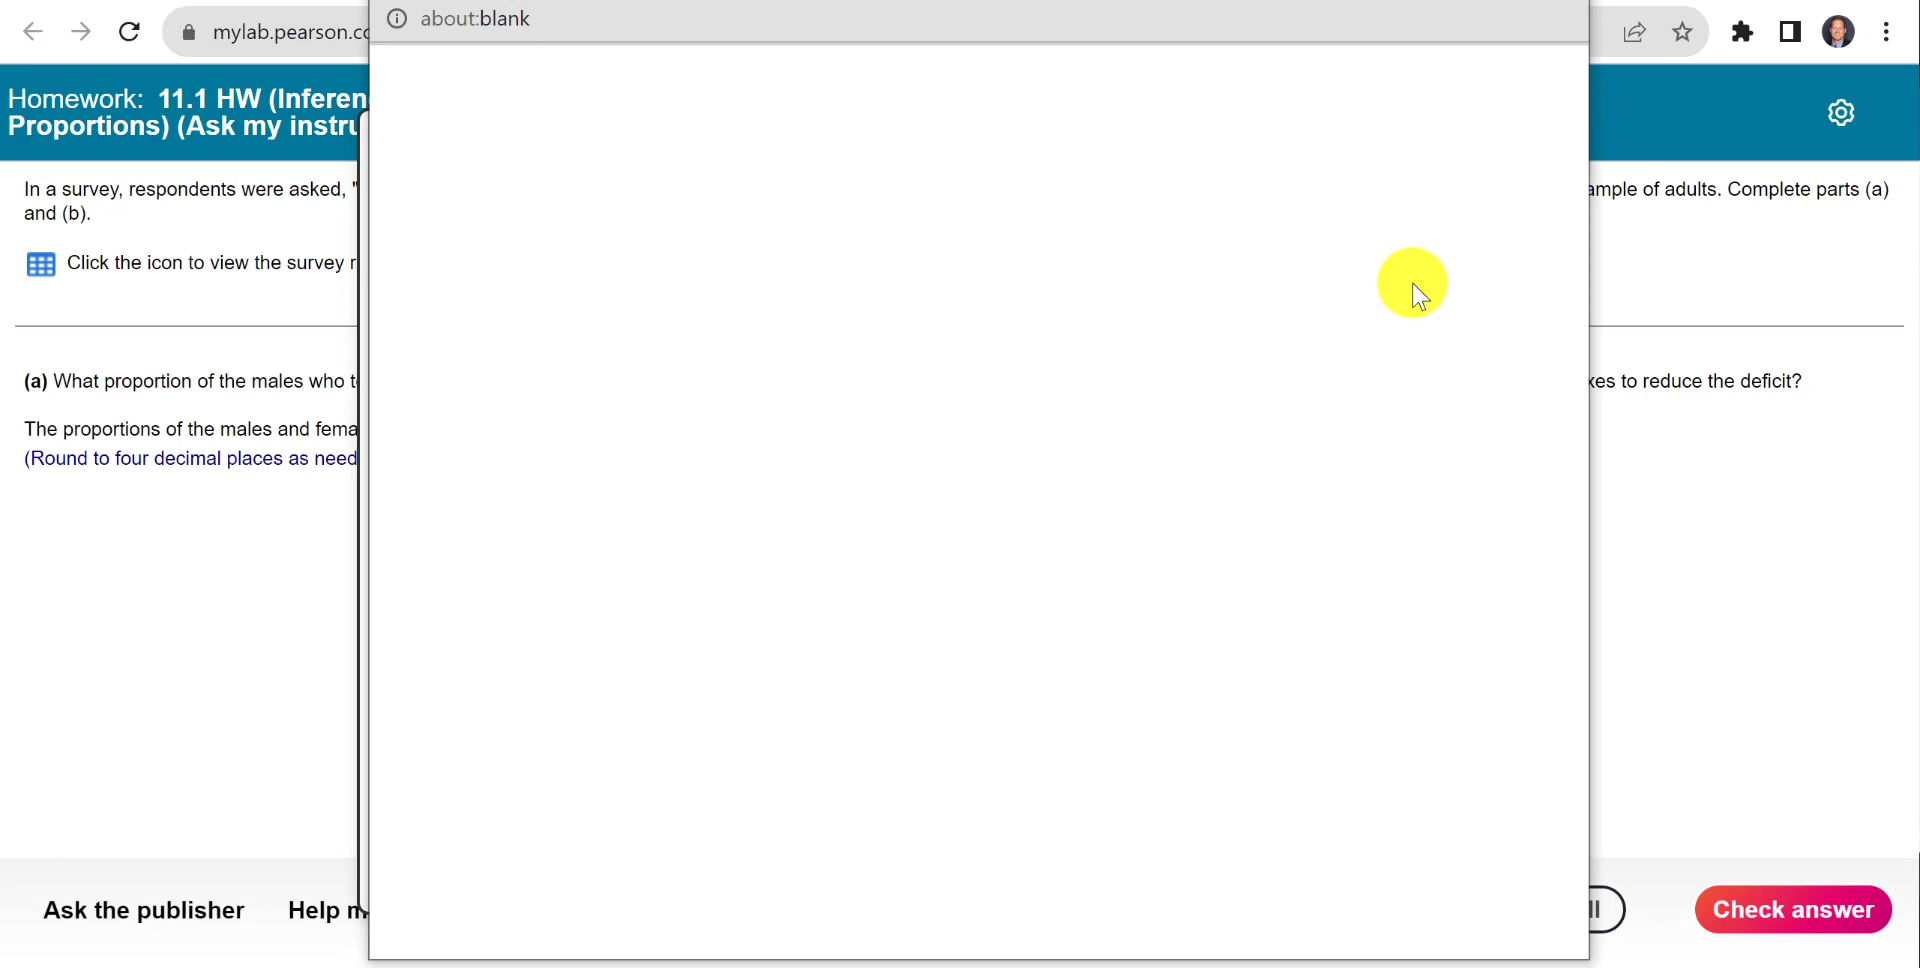 mylab.pearson.co
about:blank
Homework: 11.1 HW (Inferen
Proportions) (Ask my instru
In a survey, respondents were asked, "
ample of adults. Complete parts (a)
and (b).
Click the icon to view the survey r
(a) What proportion of the males who t
xes to reduce the deficit?
The proportions of the males and fema
(Round to four decimal places as need
Ask the publisher
Help m
ll
Check answer